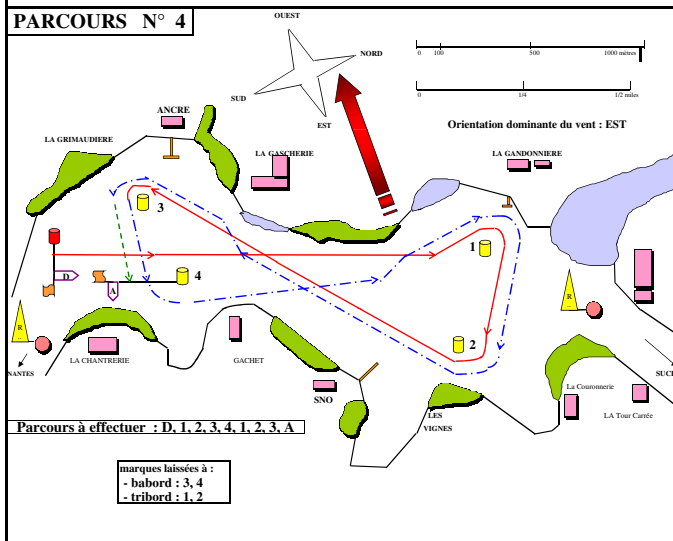 PARCOURS N° 4
OUEST
NORD
SUD
EST
0 100 500 1000 mètres
0 1/4 1/2 miles
Orientation dominante du vent : EST
ANCRE
LA GRIMAUDIERE
LA GASCHERIE
LA GANDONNIERE
3
1
4
D
A
R
R
2
NANTES
LA CHANTRERIE
GACHET
SNO
LES
VIGNES
La Couronnerie
LA Tour Carrée
SUCE
Parcours à effectuer : D, 1, 2, 3, 4, 1, 2, 3, A
marques laissées à :
- babord : 3, 4
- tribord : 1, 2